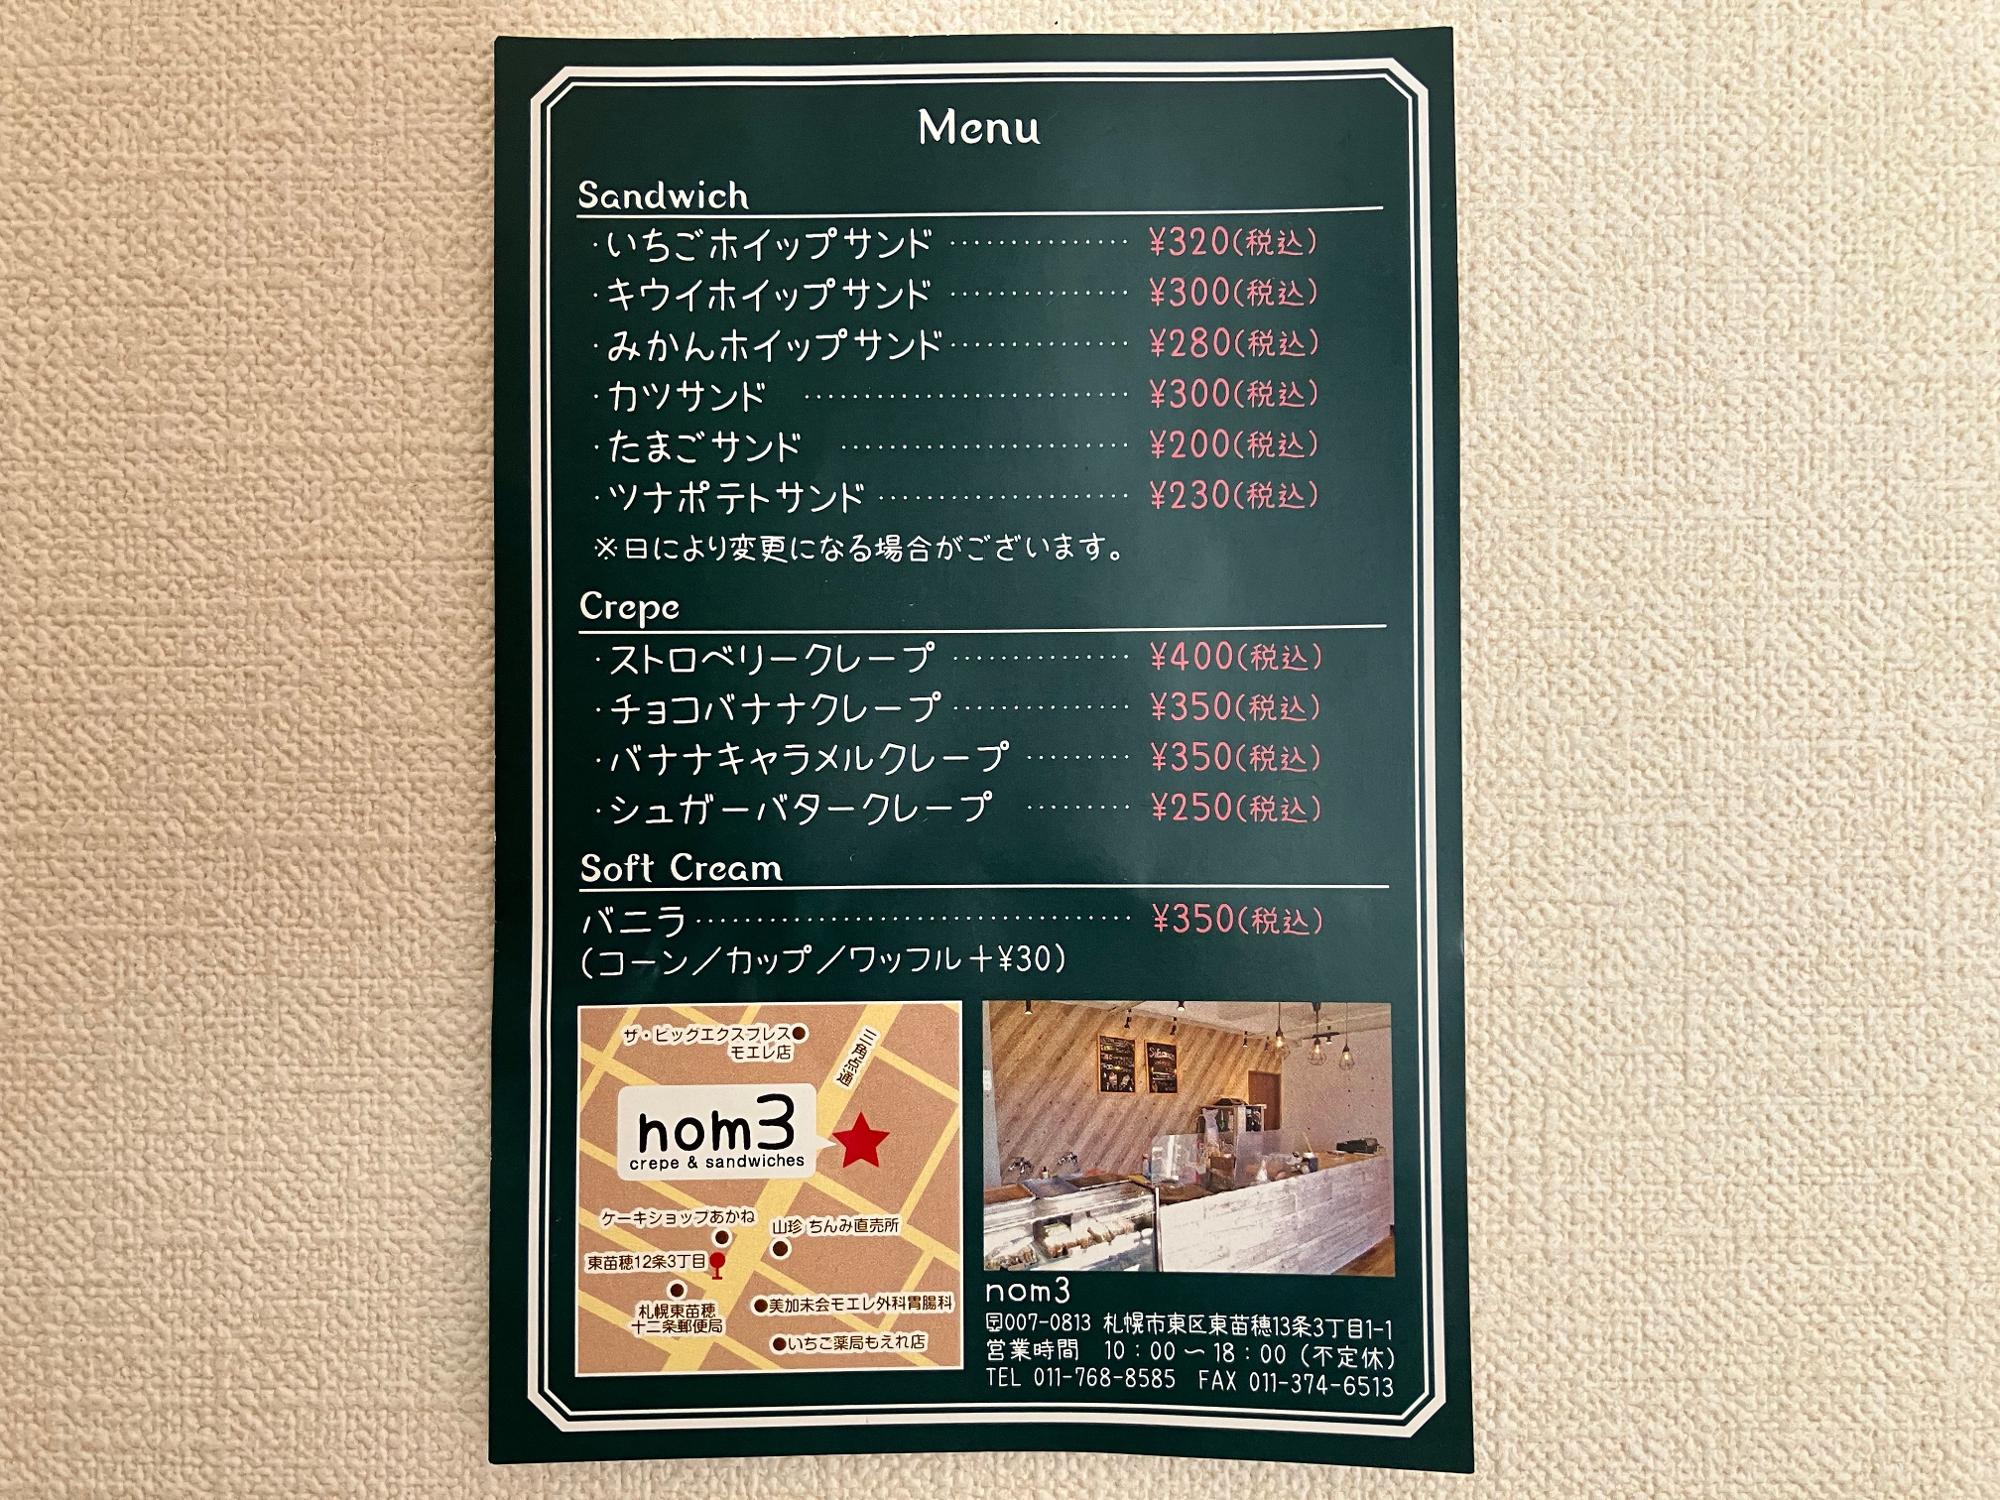 Menu
Sandwich
・いちごホイップサンド ‥‥‥‥‥‥‥ ¥320(税込)
・キウイホイップサンド ‥‥‥‥‥‥‥ ¥300(税込)
・みかんホイップサンド‥‥‥‥‥‥‥ ¥280(税込)
・カツサンド ‥‥‥‥‥‥‥‥‥‥‥‥ ¥300(税込)
・たまごサンド ‥‥‥‥‥‥‥‥‥‥‥ ¥200(税込)
・ツナポテトサンド ‥‥‥‥‥‥‥‥‥ ¥230(税込)
※日により変更になる場合がございます。
Crepe
・ストロベリークレープ ‥‥‥‥‥‥‥ ¥400(税込)
・チョコバナナクレープ ‥‥‥‥‥‥‥ ¥350(税込)
・バナナキャラメルクレープ ‥‥‥‥ ¥350(税込)
・シュガーバタークレープ ‥‥‥‥ ¥250(税込)
Soft Cream
バニラ‥‥‥‥‥‥‥‥‥‥‥‥‥‥‥‥ ¥350(税込)
(コーン／カップ／ワッフル＋¥30)
ザ・ビッグエクスプレス
モエレ店
三角点通
nom3
crepe & sandwiches
ケーキショップあかね
山珍 ちんみ直売所
東苗穂12条3丁目
札幌東苗穂
十二条郵便局
美加未会モエレ外科胃腸科
いちご薬局もえれ店
nom3
〠007-0813 札幌市東区東苗穂13条3丁目1-1
営業時間 10：00〜18：00（不定休）
TEL 011-768-8585 FAX 011-374-6513